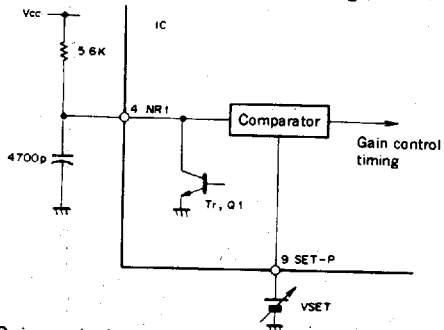 Vcc
IC
5.6K
4 NR1
Comparator
Gain control
timing
4700p
Tr, Q1
9 SET-P
VSET